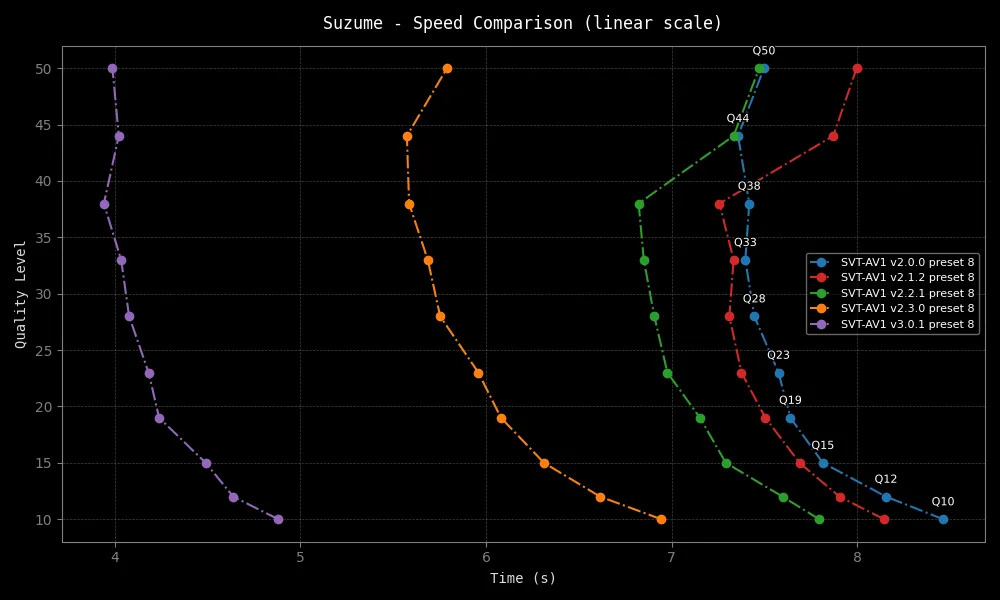 Suzume - Speed Comparison (linear scale)
Quality Level
50
45
40
35
30
25
20
15
10
Q50
Q44
Q38
Q33
Q28
Q23
Q19
Q15
Q12
Q10
SVT-AV1 v2.0.0 preset 8
SVT-AV1 v2.1.2 preset 8
SVT-AV1 v2.2.1 preset 8
SVT-AV1 v2.3.0 preset 8
SVT-AV1 v3.0.1 preset 8
4 5 6 7 8
Time (s)